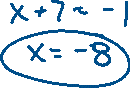 x + 7 = -1
x = -8